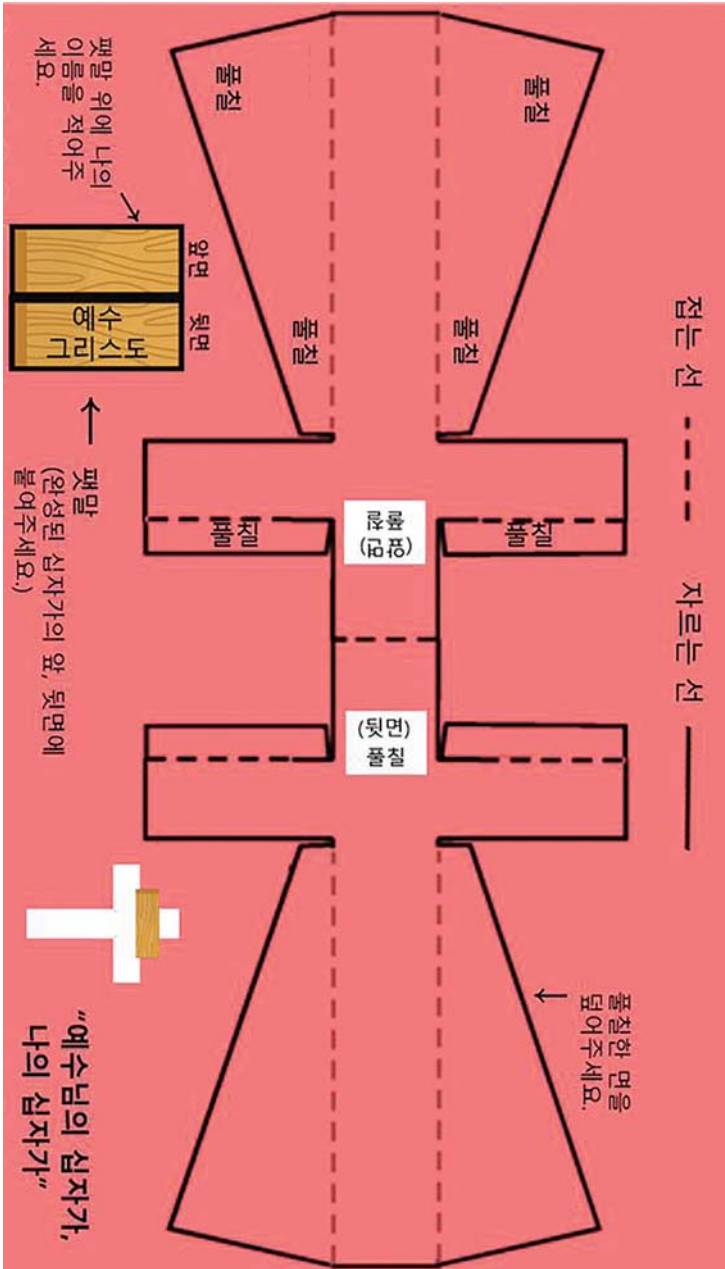 팻말 위에 나의
이름을 적어주
세요.
앞면
뒷면
예수
그리스도
팻말
(완성된 십자가의 앞, 뒷면에
붙여주세요.)
풀칠
풀칠
풀칠
풀칠
접는 선
자르는 선
(앞면)
풀칠
풀칠
풀칠
(뒷면)
풀칠
풀칠한 면을
덮어주세요.
"예수님의 십자가,
나의 십자가"